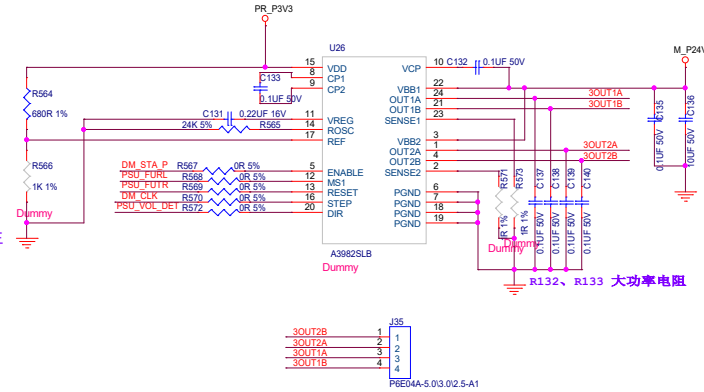 PR_P3V3
M_P24V
U26
15 VDD
8 CP1
9 CP2
11 VREG
14 ROSC
17 REF
5 ENABLE
12 MS1
13 RESET
16 STEP
20 DIR
VCP 10
VBB1 22
OUT1A 24
OUT1B 21
SENSE1 23
VBB2 3
OUT2A 1
OUT2B 4
SENSE2 2
PGND 6
PGND 7
PGND 18
PGND 19
A3982SLB
Dummy
R564
680R 1%
R566
1K 1%
Dummy
C133
0.1UF 50V
C131 0.22UF 16V
24K 5% R565
DM_STA_P R567 0R 5%
PSU_FURL R568 0R 5%
PSU_FUTR R569 0R 5%
DM_CLK R570 0R 5%
PSU_VOL_DET R572 0R 5%
C132 0.1UF 50V
3OUT1A
3OUT1B
3OUT2A
3OUT2B
C135
0.1UF 50V
C136
10UF 50V
R571
1R 1%
Dummy
R573
1R 1%
Dummy
C137
0.1UF 50V
C138
0.1UF 50V
C139
0.1UF 50V
C140
0.1UF 50V
R132、R133 大功率电阻
J35
3OUT2B 1 1
3OUT2A 2 2
3OUT1A 3 3
3OUT1B 4 4
P6E04A-5.0\3.0\2.5-A1